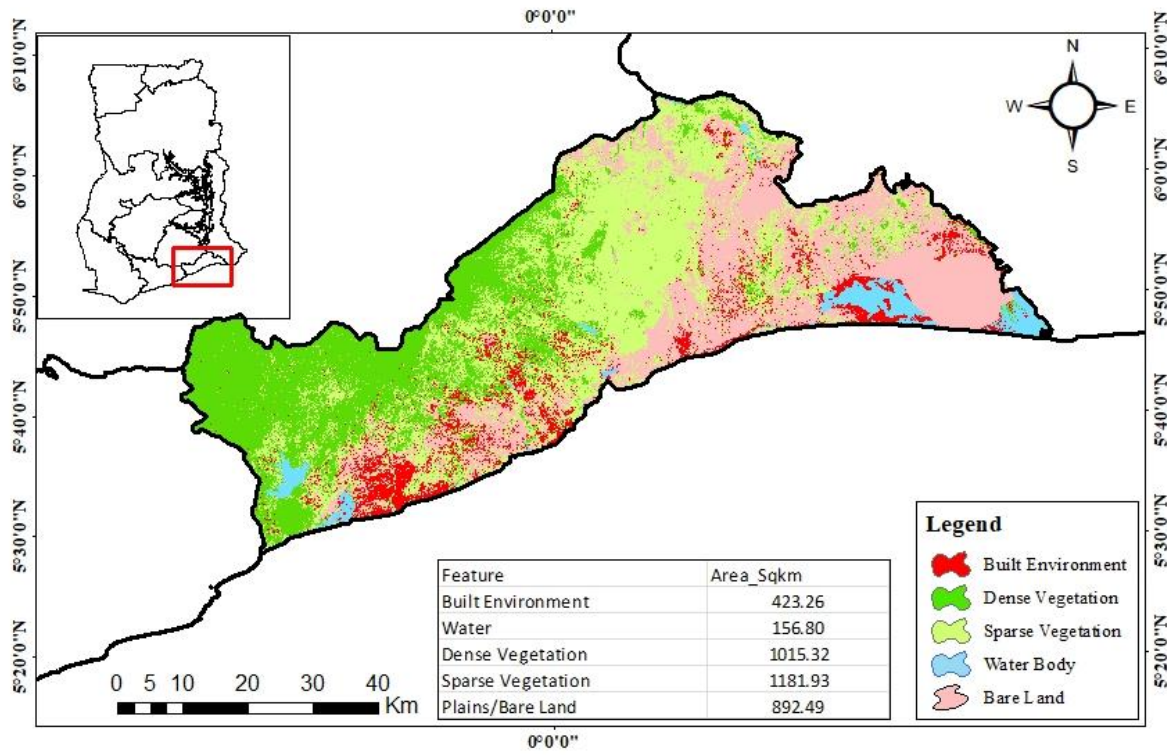 0°0'0"
6°10'0"N
6°0'0"N
5°50'0"N
5°40'0"N
5°30'0"N
5°20'0"N
N
W E
S
6°10'0"N
6°0'0"N
5°50'0"N
5°40'0"N
5°30'0"N
5°20'0"N
Legend
Built Environment
Dense Vegetation
Sparse Vegetation
Water Body
Bare Land
Feature Area_Sqkm
Built Environment 423.26
Water 156.80
Dense Vegetation 1015.32
Sparse Vegetation 1181.93
Plains/Bare Land 892.49
0 5 10 20 30 40
Km
0°0'0"